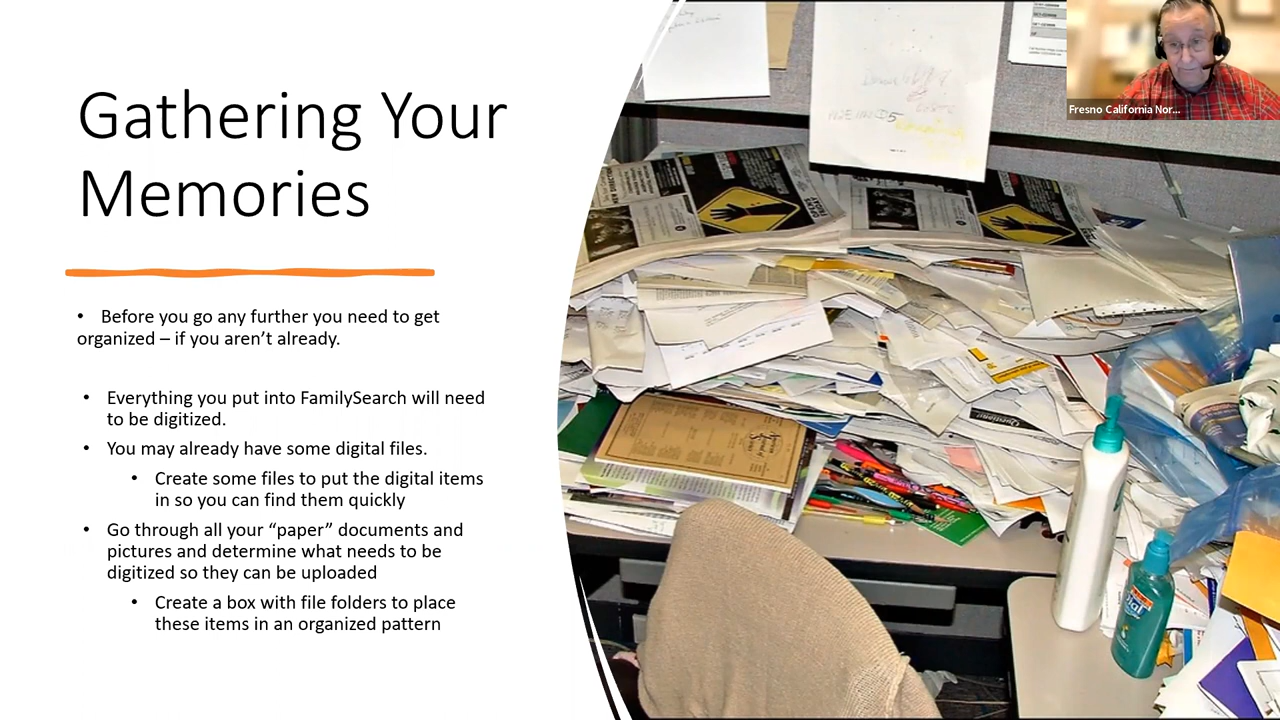 Gathering Your
Memories
• Before you go any further you need to get
organized – if you aren’t already.
• Everything you put into FamilySearch will need
to be digitized.
• You may already have some digital files.
• Create some files to put the digital items
in so you can find them quickly
• Go through all your “paper” documents and
pictures and determine what needs to be
digitized so they can be uploaded
• Create a box with file folders to place
these items in an organized pattern
Fresno California Nor...
Dial